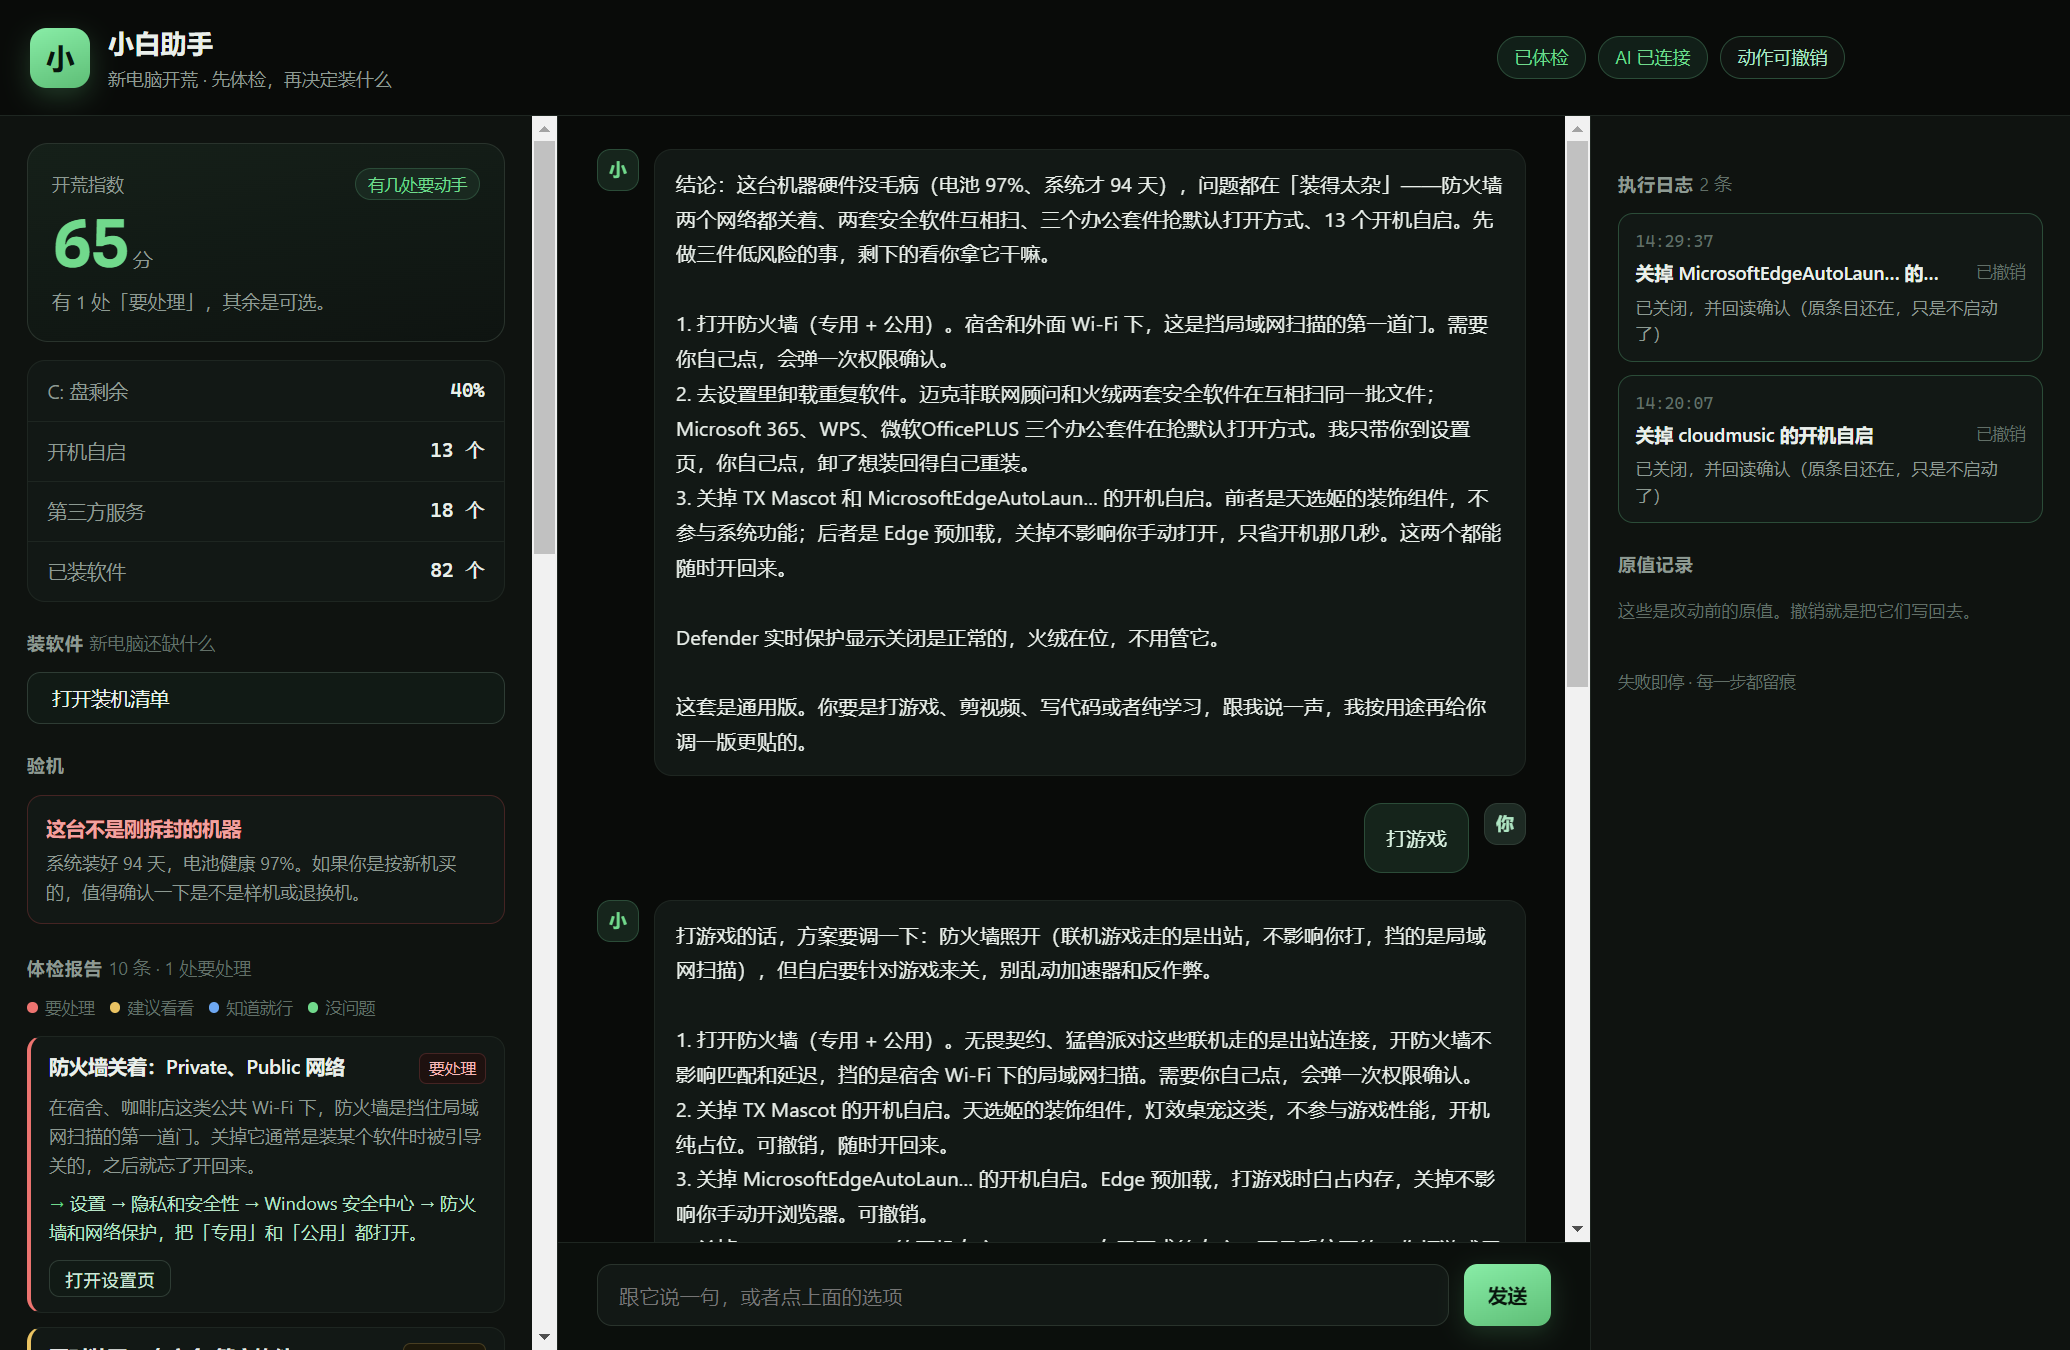 小
小白助手
新电脑开荒 · 先体检，再决定装什么
已体检
AI 已连接
动作可撤销
开荒指数
有几处要动手
65分
有 1 处「要处理」，其余是可选。
C: 盘剩余
40%
开机自启
13 个
第三方服务
18 个
已装软件
82 个
装软件 新电脑还缺什么
打开装机清单
验机
这台不是刚拆封的机器
系统装好 94 天，电池健康 97%。如果你是按新机买
的，值得确认一下是不是样机或退换机。
体检报告 10 条 · 1 处要处理
要处理
建议看看
知道就行
没问题
防火墙关着：Private、Public 网络
要处理
在宿舍、咖啡店这类公共 Wi-Fi 下，防火墙是挡住局域
网扫描的第一道门。关掉它通常是装某个软件时被引导
关的，之后就忘了开回来。
→ 设置 → 隐私和安全性 → Windows 安全中心 → 防火
墙和网络保护，把「专用」和「公用」都打开。
打开设置页
小
结论：这台机器硬件没毛病（电池 97%、系统才 94 天），问题都在「装得太杂」——防火墙
两个网络都关着、两套安全软件互相扫、三个办公套件抢默认打开方式、13 个开机自启。先
做三件低风险的事，剩下的看你拿它干嘛。
1. 打开防火墙（专用 + 公用）。宿舍和外面 Wi-Fi 下，这是挡局域网扫描的第一道门。需要
你自己点，会弹一次权限确认。
2. 去设置里卸载重复软件。迈克菲联网顾问和火绒两套安全软件在互相扫同一批文件；
Microsoft 365、WPS、微软OfficePLUS 三个办公套件在抢默认打开方式。我只带你到设置
页，你自己点，卸了想装回得自己重装。
3. 关掉 TX Mascot 和 MicrosoftEdgeAutoLaun... 的开机自启。前者是天选姬的装饰组件，不
参与系统功能；后者是 Edge 预加载，关掉不影响你手动打开，只省开机那几秒。这两个都能
随时开回来。
Defender 实时保护显示关闭是正常的，火绒在位，不用管它。
这套是通用版。你要是打游戏、剪视频、写代码或者纯学习，跟我说一声，我按用途再给你
调一版更贴的。
打游戏
你
小
打游戏的话，方案要调一下：防火墙照开（联机游戏走的是出站，不影响你打，挡的是局域
网扫描），但自启要针对游戏来关，别乱动加速器和反作弊。
1. 打开防火墙（专用 + 公用）。无畏契约、猛兽派对这些联机走的是出站连接，开防火墙不
影响匹配和延迟，挡的是宿舍 Wi-Fi 下的局域网扫描。需要你自己点，会弹一次权限确认。
2. 关掉 TX Mascot 的开机自启。天选姬的装饰组件，灯效桌宠这类，不参与游戏性能，开机
纯占位。可撤销，随时开回来。
3. 关掉 MicrosoftEdgeAutoLaun... 的开机自启。Edge 预加载，打游戏时白占内存，关掉不影
响你手动开浏览器。可撤销。
跟它说一句，或者点上面的选项
发送
执行日志 2 条
14:29:37
关掉 MicrosoftEdgeAutoLaun... 的...
已撤销
已关闭，并回读确认（原条目还在，只是不启动
了）
14:20:07
关掉 cloudmusic 的开机自启
已撤销
已关闭，并回读确认（原条目还在，只是不启动
了）
原值记录
这些是改动前的原值。撤销就是把它们写回去。
失败即停 · 每一步都留痕